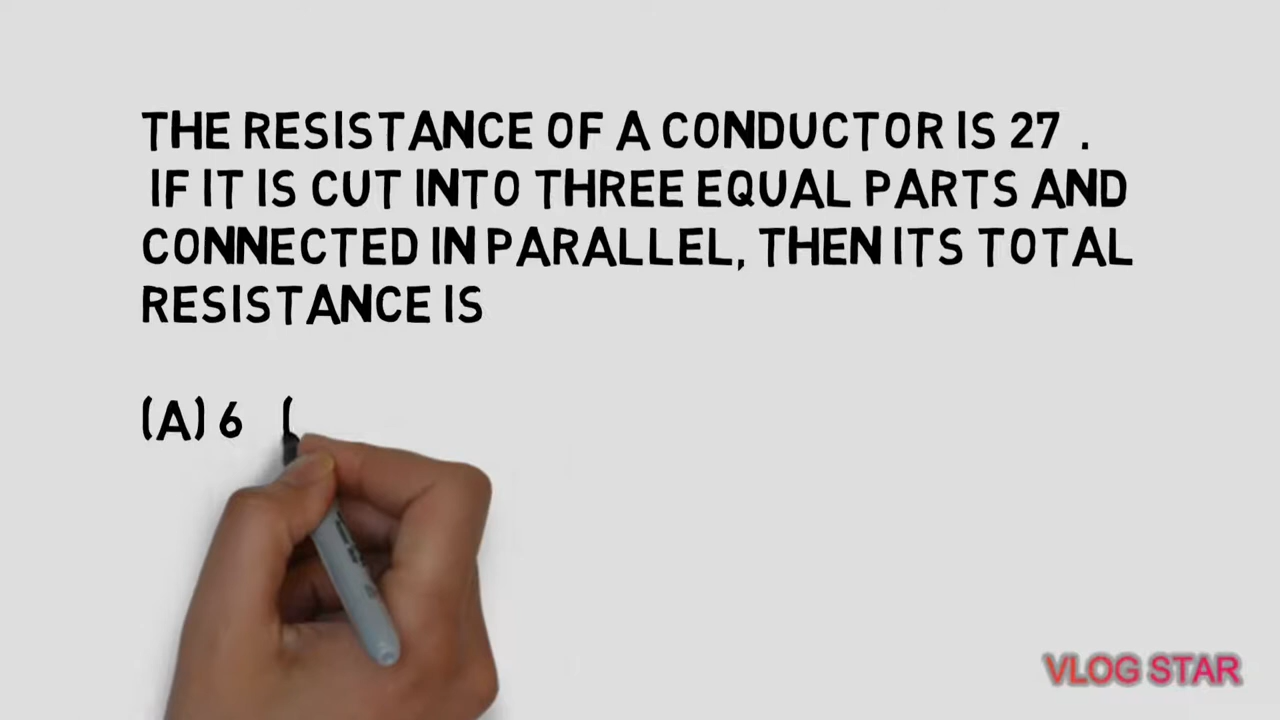 THE RESISTANCE OF A CONDUCTOR IS 27 .
IF IT IS CUT INTO THREE EQUAL PARTS AND
CONNECTED IN PARALLEL, THEN ITS TOTAL
RESISTANCE IS
(A) 6 (
VLOG STAR